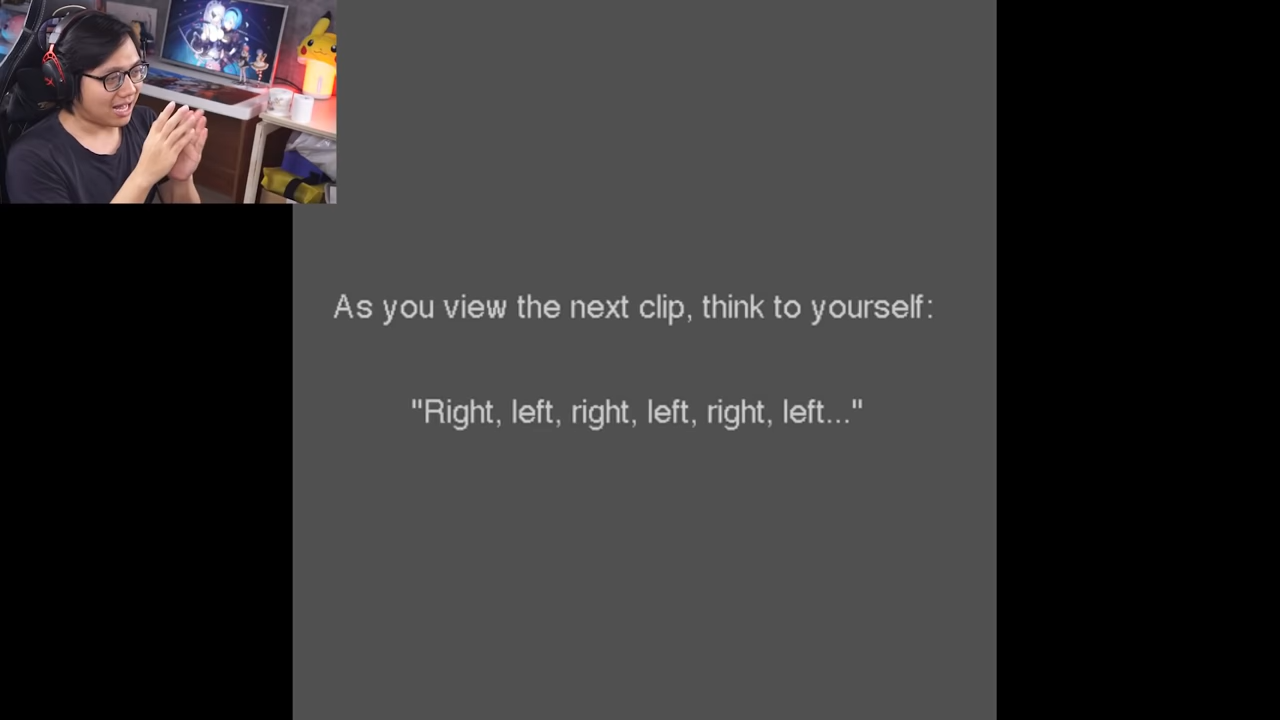 As you view the next clip, think to yourself:
"Right, left, right, left, right, left..."